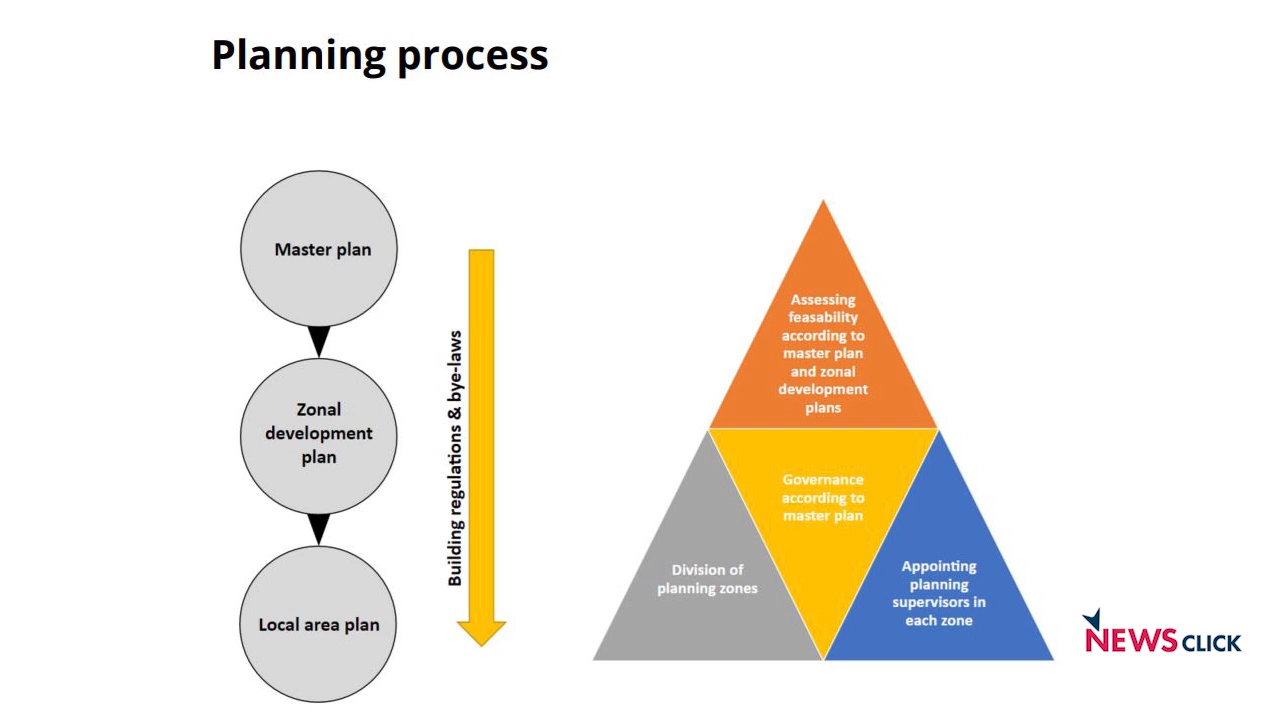 Planning process
Master plan
Zonal
development
plan
Local area plan
Building regulations & bye-laws
Assessing
feasability
according to
master plan
and zonal
development
plans
Governance
according to
master plan
Division of
planning zones
Appointing
planning
supervisors in
each zone
NEWSCLICK